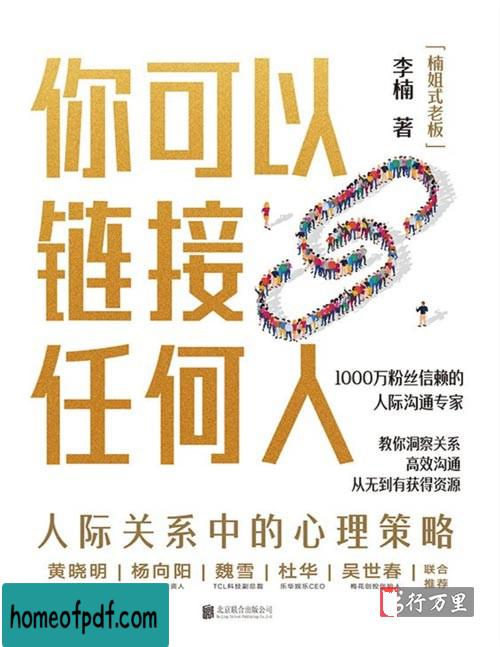 「楠姐式老板」
李楠 著
你可以
链接
任何人
1000万粉丝信赖的
人际沟通专家
教你洞察关系
高效沟通
从无到有获得资源
人际关系中的心理策略
黄晓明 | 杨向阳 | 魏雪 | 杜华 | 吴世春 | 联合
推荐
资人 TCL科技副总裁 乐华娱乐CEO 梅花创投创始人
北京联合出版公司
homeofpdf.com
行万里